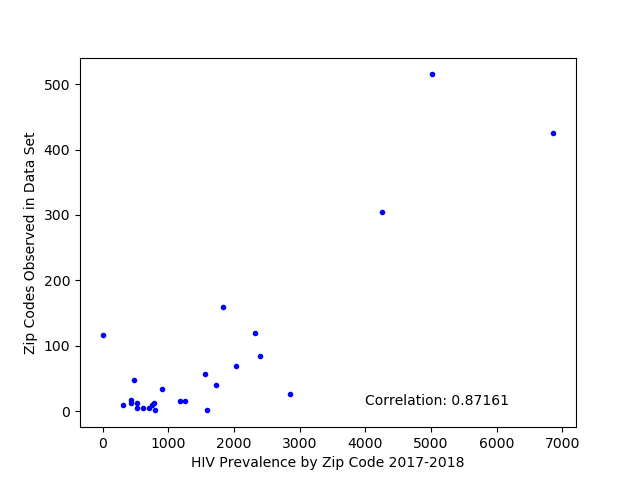 500
400
300
200
100
0
Zip Codes Observed in Data Set
Correlation: 0.87161
0 1000 2000 3000 4000 5000 6000 7000
HIV Prevalence by Zip Code 2017-2018